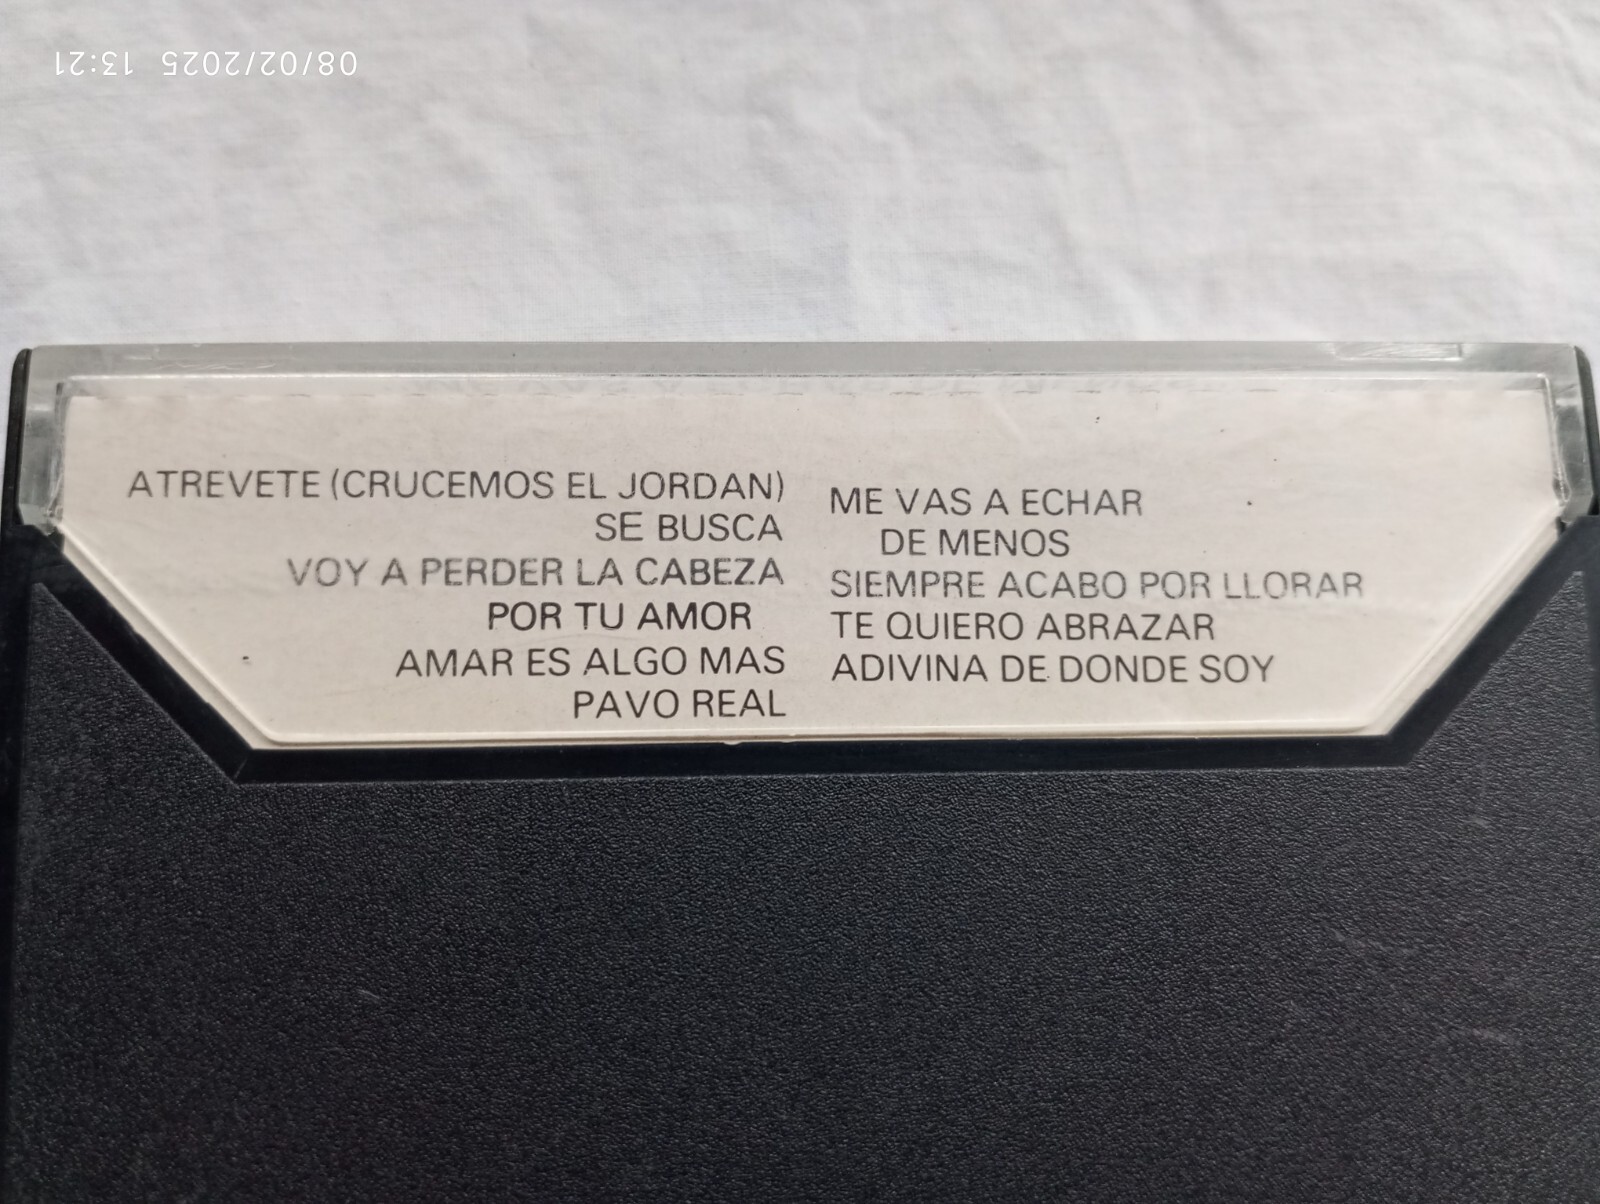 08/02/2025 13:21
ATREVETE (CRUCEMOS EL JORDAN)
SE BUSCA
VOY A PERDER LA CABEZA
POR TU AMOR
AMAR ES ALGO MAS
PAVO REAL
ME VAS A ECHAR
DE MENOS
SIEMPRE ACABO POR LLORAR
TE QUIERO ABRAZAR
ADIVINA DE DONDE SOY